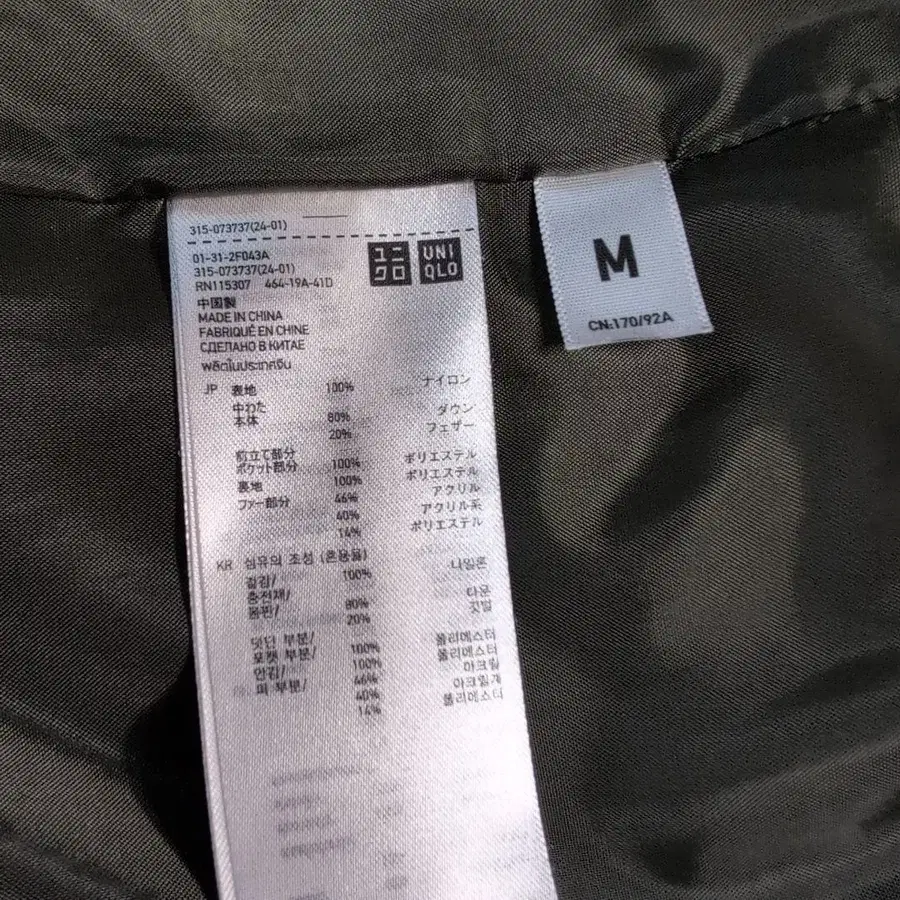 315-073737(24-01)
01-31-2F043A
315-073737(24-01)
RN115307 464-19A-41D
ユニクロ
UNIQLO
中国製
MADE IN CHINA
FABRIQUÉ EN CHINE
СДЕЛАНО В КИТАЕ
ผลิตในประเทศจีน
JP 表地 100% ナイロン
中わた
本体 80% ダウン
20% フェザー
前立て部分
ポケット部分 100% ポリエステル
裏地 100% ポリエステル
ファー部分 46% アクリル
40% アクリル系
14% ポリエステル
KR 섬유의 조성 (혼용율)
겉감/ 100% 나일론
충전재/
몸판/ 80% 다운
20% 깃털
덧단 부분/
포켓 부분/ 100% 폴리에스터
안감/ 100% 폴리에스터
퍼 부분/ 46% 아크릴
40% 아크릴계
14% 폴리에스터
M
CN:170/92A